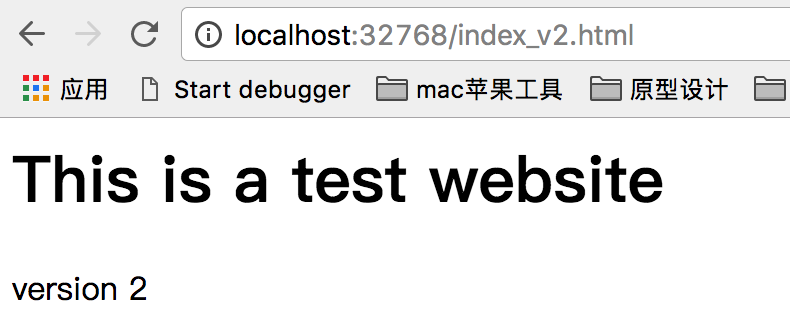 localhost:32768/index_v2.html
应用 Start debugger mac苹果工具 原型设计
This is a test website
version 2